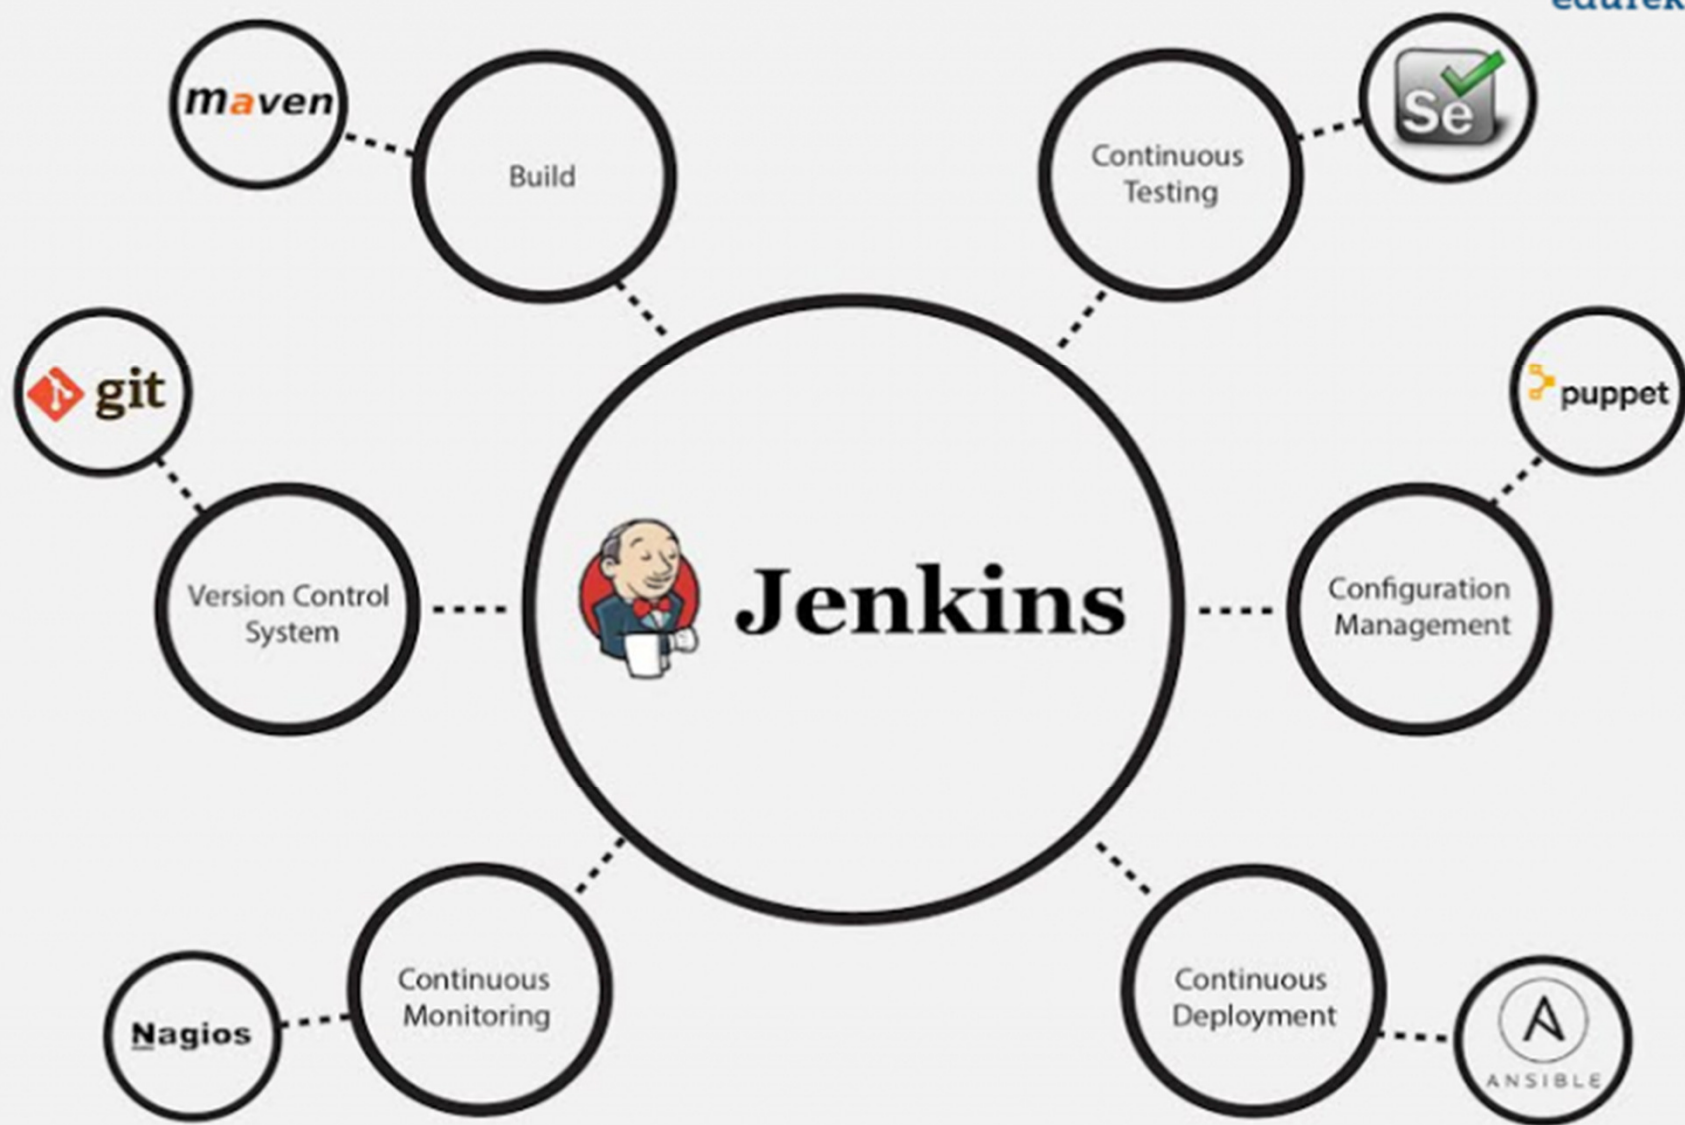 maven
Build
Continuous
Testing
Se
git
puppet
Version Control
System
Jenkins
Configuration
Management
Continuous
Monitoring
Nagios
Continuous
Deployment
ANSIBLE